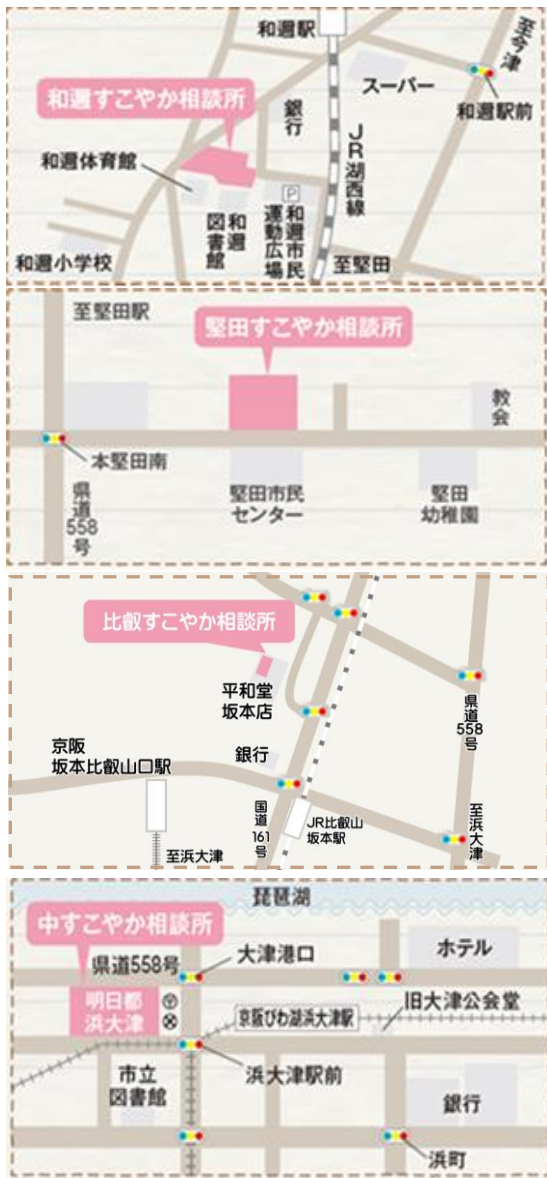 和邇駅
至今津
スーパー
和邇すこやか相談所
和邇駅前
銀行
JR湖西線
和邇体育館
P
和邇
図書館
和邇市民
運動広場
和邇小学校
至堅田
至堅田駅
堅田すこやか相談所
教会
本堅田南
県道
558
号
堅田市民
センター
堅田
幼稚園
比叡すこやか相談所
平和堂
坂本店
県道
558
号
京阪
坂本比叡山口駅
銀行
国道
161
号
JR比叡山
坂本駅
至浜大津
至浜大津
琵琶湖
中すこやか相談所
県道558号
大津港口
ホテル
明日都
浜大津
京阪びわ湖浜大津駅
旧大津公会堂
市立
図書館
浜大津駅前
銀行
浜町